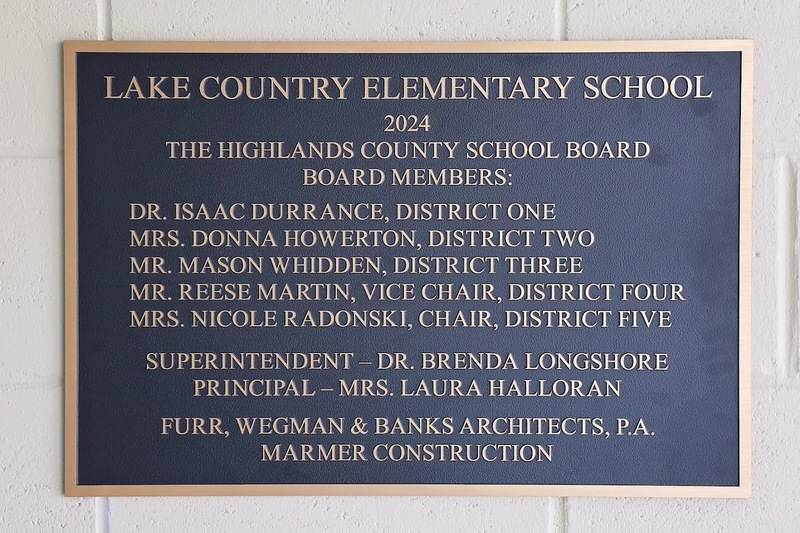 LAKE COUNTRY ELEMENTARY SCHOOL
2024
THE HIGHLANDS COUNTY SCHOOL BOARD
BOARD MEMBERS:
DR. ISAAC DURRANCE, DISTRICT ONE
MRS. DONNA HOWERTON, DISTRICT TWO
MR. MASON WHIDDEN, DISTRICT THREE
MR. REESE MARTIN, VICE CHAIR, DISTRICT FOUR
MRS. NICOLE RADONSKI, CHAIR, DISTRICT FIVE
SUPERINTENDENT – DR. BRENDA LONGSHORE
PRINCIPAL – MRS. LAURA HALLORAN
FURR, WEGMAN & BANKS ARCHITECTS, P.A.
MARMER CONSTRUCTION